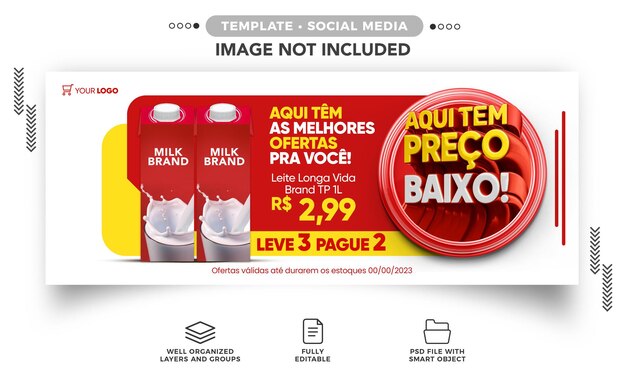 TEMPLATE • SOCIAL MEDIA
IMAGE NOT INCLUDED
YOUR LOGO
MILK
BRAND
MILK
BRAND
AQUI TÊM
AS MELHORES
OFERTAS
PRA VOCÊ!
Leite Longa Vida
Brand TP 1L
R$ 2,99
LEVE 3 PAGUE 2
AQUI TEM
PREÇO
BAIXO!
Ofertas válidas até durarem os estoques 00/00/2023
WELL ORGANIZED
LAYERS AND GROUPS
FULLY
EDITABLE
PSD FILE WITH
SMART OBJECT